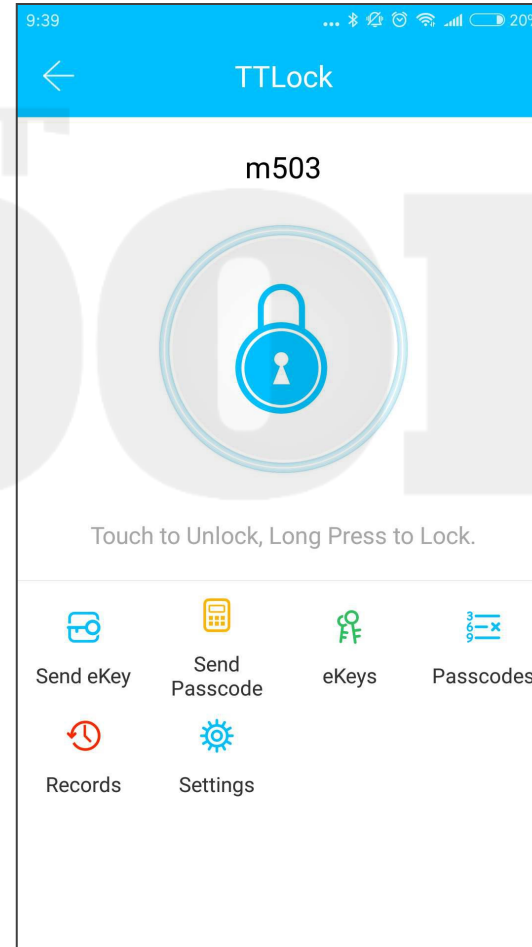 9:39
... 20%
TTLock
m503
Touch to Unlock, Long Press to Lock.
Send eKey
Send
Passcode
eKeys
Passcodes
Records
Settings